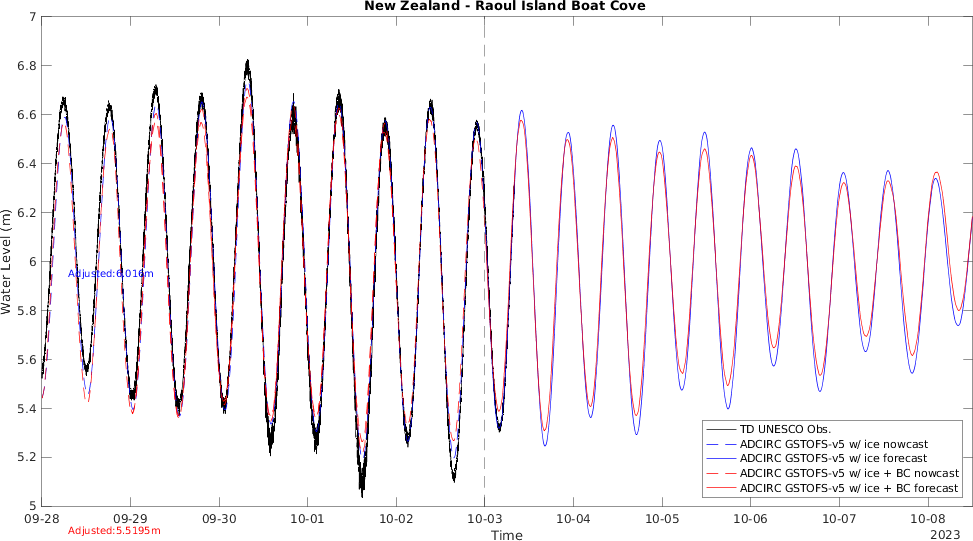 New Zealand - Raoul Island Boat Cove
7
6.8
6.6
6.4
6.2
6
5.8
5.6
5.4
5.2
5
Water Level (m)
Adjusted:6.016m
Adjusted:5.5195m
TD UNESCO Obs.
ADCIRC GSTOFS-v5 w/ ice nowcast
ADCIRC GSTOFS-v5 w/ ice forecast
ADCIRC GSTOFS-v5 w/ ice + BC nowcast
ADCIRC GSTOFS-v5 w/ ice + BC forecast
09-28 09-29 09-30 10-01 10-02 10-03 10-04 10-05 10-06 10-07 10-08
Time
2023